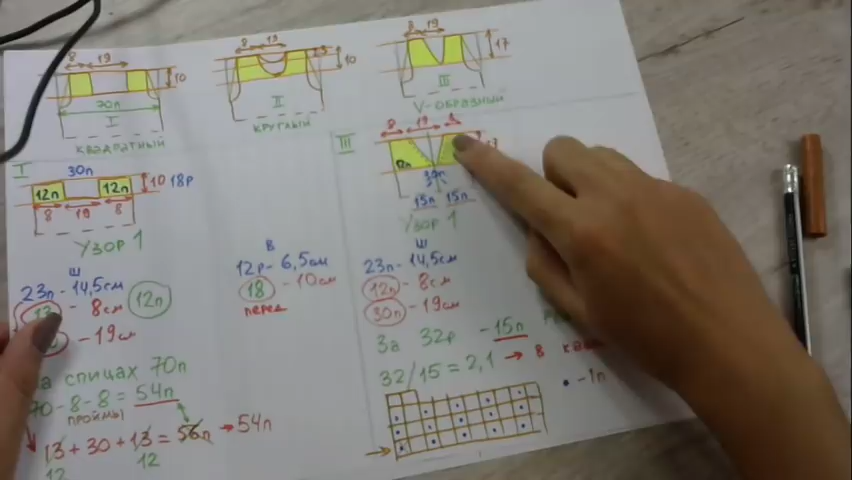 8 19
10
70п
I
КВАДРАТНЫЙ
8 19
10
II
КРУГЛЫЙ
8 19
17
III
V-ОБРАЗНЫЙ
I
30п
12п 12п
10 18р
8 19 8
УЗОР 1
Ш
23п - 14,5см
- 8см
12п
- 19см
В
12р - 6,5см
18 - 10см
перед
спицах 70п
70-8-8 = 54п
ПРОЙМЫ
13 + 30 + 13 = 56п → 54п
12 12
III
8 19 8
12п
30п
15п 15п
УЗОР 1
Ш
23п - 14,5см
12п - 8см
30п - 19см
За 32р - 15п
32/15 = 2,1 → в
• - 1п